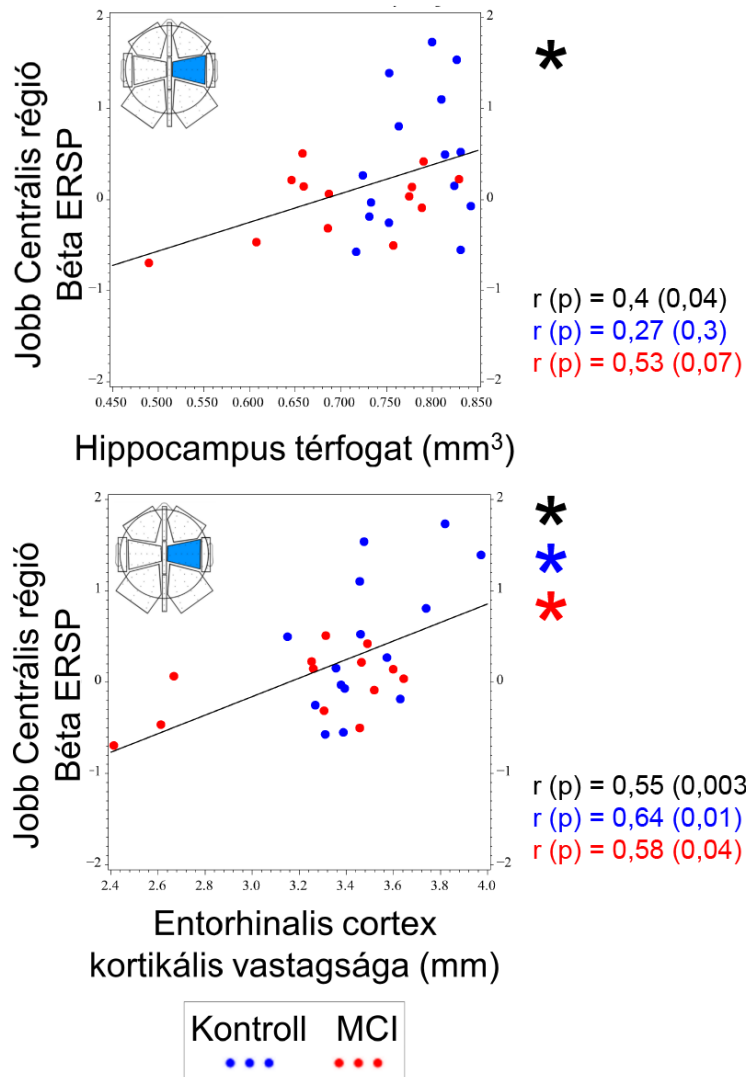 Jobb Centrális régió
Béta ERSP
2
1
0
−1
−2
2
1
0
−1
−2
0.450 0.500 0.550 0.600 0.650 0.700 0.750 0.800 0.850
Hippocampus térfogat (mm³)
*
r (p) = 0,4 (0,04)
r (p) = 0,27 (0,3)
r (p) = 0,53 (0,07)
Jobb Centrális régió
Béta ERSP
2
1
0
−1
−2
2
1
0
−1
−2
2.4 2.6 2.8 3.0 3.2 3.4 3.6 3.8 4.0
Entorhinalis cortex
kortikális vastagsága (mm)
*
*
*
r (p) = 0,55 (0,003
r (p) = 0,64 (0,01)
r (p) = 0,58 (0,04)
Kontroll MCI